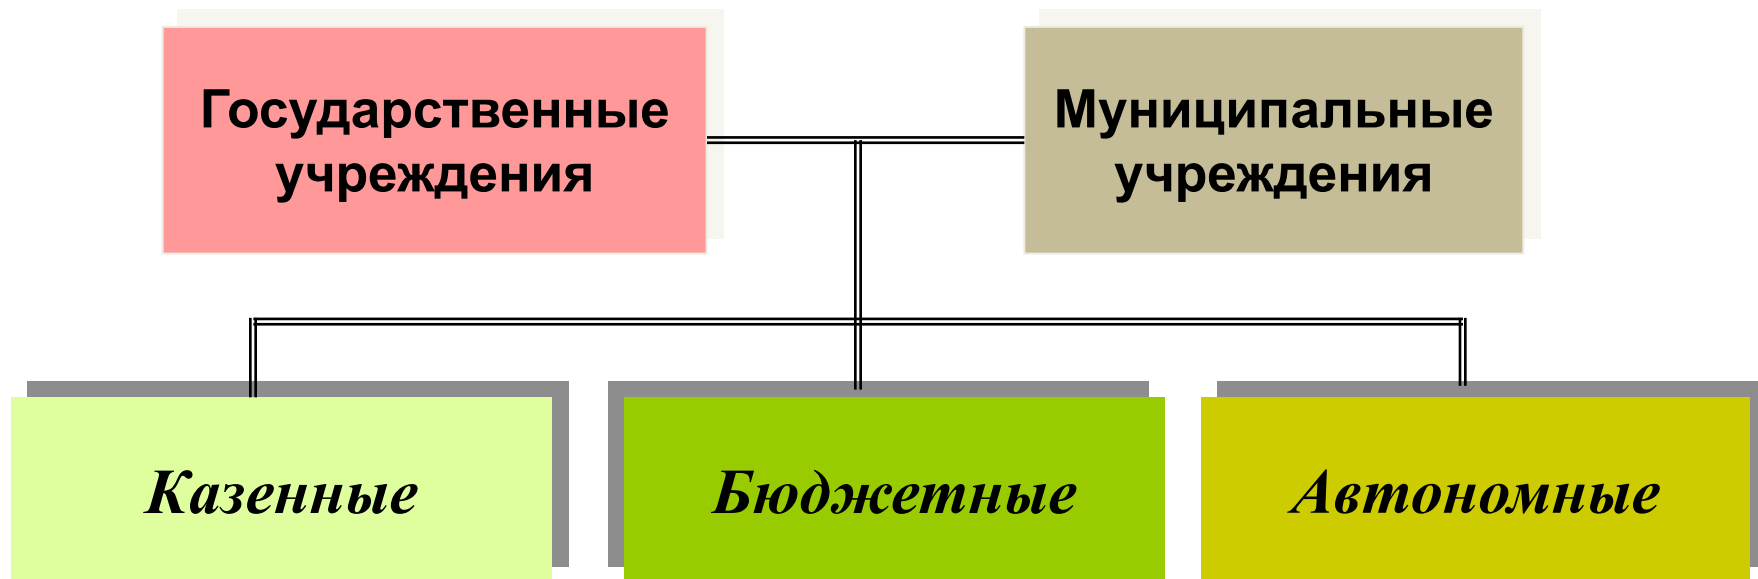 Государственные
учреждения
Муниципальные
учреждения
Казенные
Бюджетные
Автономные